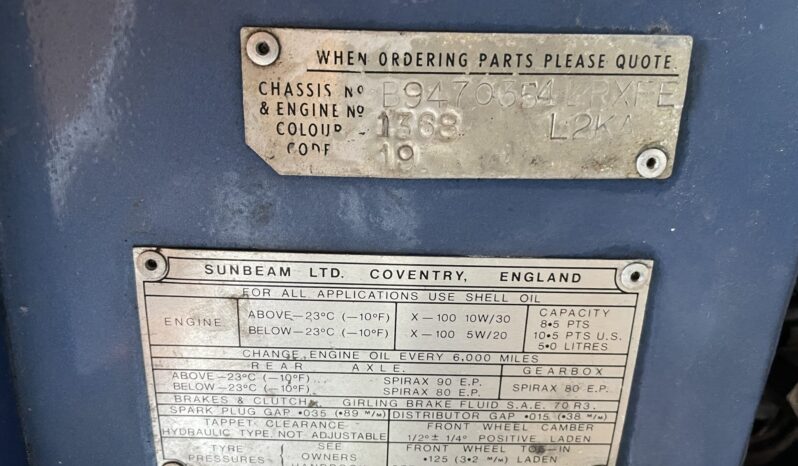 WHEN ORDERING PARTS PLEASE QUOTE.
CHASSIS Nº B9470654 LRXFE
& ENGINE Nº
COLOUR 1368 L2KA
CODE 19
SUNBEAM LTD. COVENTRY, ENGLAND
FOR ALL APPLICATIONS USE SHELL OIL
ENGINE
ABOVE—23°C (—10°F) X—100 10W/30
BELOW—23°C (—10°F) X—100 5W/20
CAPACITY
8•5 PTS
10•5 PTS U.S.
5•0 LITRES
CHANGE ENGINE OIL EVERY 6,000 MILES
REAR AXLE. GEARBOX
ABOVE—23°C (—10°F)... SPIRAX 90 E.P.
BELOW—23°C (—10°F) SPIRAX 80 E.P.
SPIRAX 80 E.P.
BRAKES & CLUTCH. GIRLING BRAKE FLUID S.A.E. 70 R3.
SPARK PLUG GAP •035 (•89 M/M) DISTRIBUTOR GAP •015 (•38 M/M)
TAPPET CLEARANCE FRONT WHEEL CAMBER
HYDRAULIC TYPE, NOT ADJUSTABLE 1/2° ± 1/4° POSITIVE LADEN
TYRE PRESSURES
SEE
OWNERS
HANDBOOK
FRONT WHEEL TOE—IN
•125 (3•2 M/M) LADEN